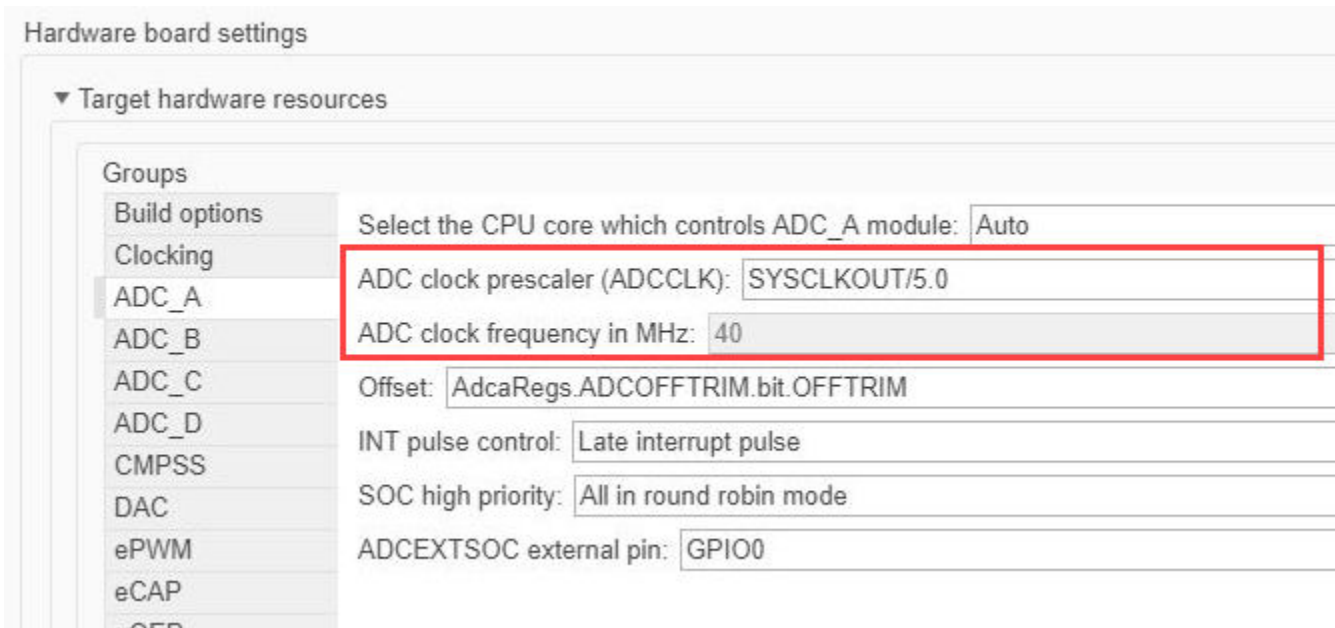 Hardware board settings
Target hardware resources
Groups
Build options
Clocking
ADC_A
ADC_B
ADC_C
ADC_D
CMPSS
DAC
ePWM
eCAP
Select the CPU core which controls ADC_A module: Auto
ADC clock prescaler (ADCCLK): SYSCLKOUT/5.0
ADC clock frequency in MHz: 40
Offset: AdcaRegs.ADCOFFTRIM.bit.OFFTRIM
INT pulse control: Late interrupt pulse
SOC high priority: All in round robin mode
ADCEXTSOC external pin: GPIO0